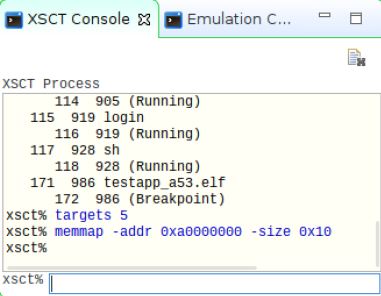 XSCT Console Emulation C...
XSCT Process
114 905 (Running)
115 919 login
116 919 (Running)
117 928 sh
118 928 (Running)
171 986 testapp_a53.elf
172 986 (Breakpoint)
xsct% targets 5
xsct% memmap -addr 0xa0000000 -size 0x10
xsct%
xsct%